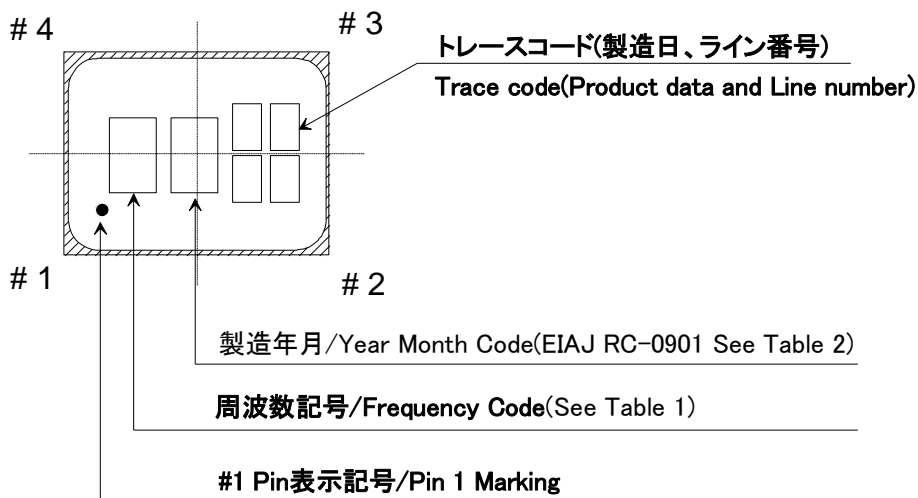 # 4
# 3
トレースコード(製造日、ライン番号)
Trace code(Product data and Line number)
# 1
# 2
製造年月/Year Month Code(EIAJ RC-0901 See Table 2)
周波数記号/Frequency Code(See Table 1)
#1 Pin表示記号/Pin 1 Marking